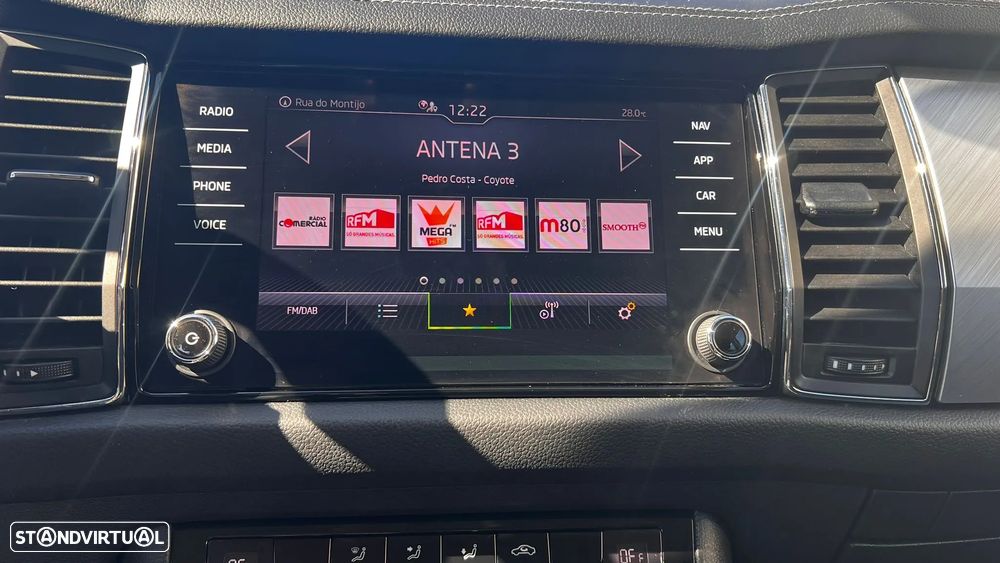 RADIO
MEDIA
PHONE
VOICE
Rua do Montijo
12:22
28.0°C
ANTENA 3
Pedro Costa - Coyote
RÁDIO
COMERCIAL
RFM
SÓ GRANDES MÚSICAS.
MEGA
HITS
RFM
SÓ GRANDES MÚSICAS.
m80
SMOOTH
FM/DAB
NAV
APP
CAR
MENU
STANDVIRTUAL
OFF